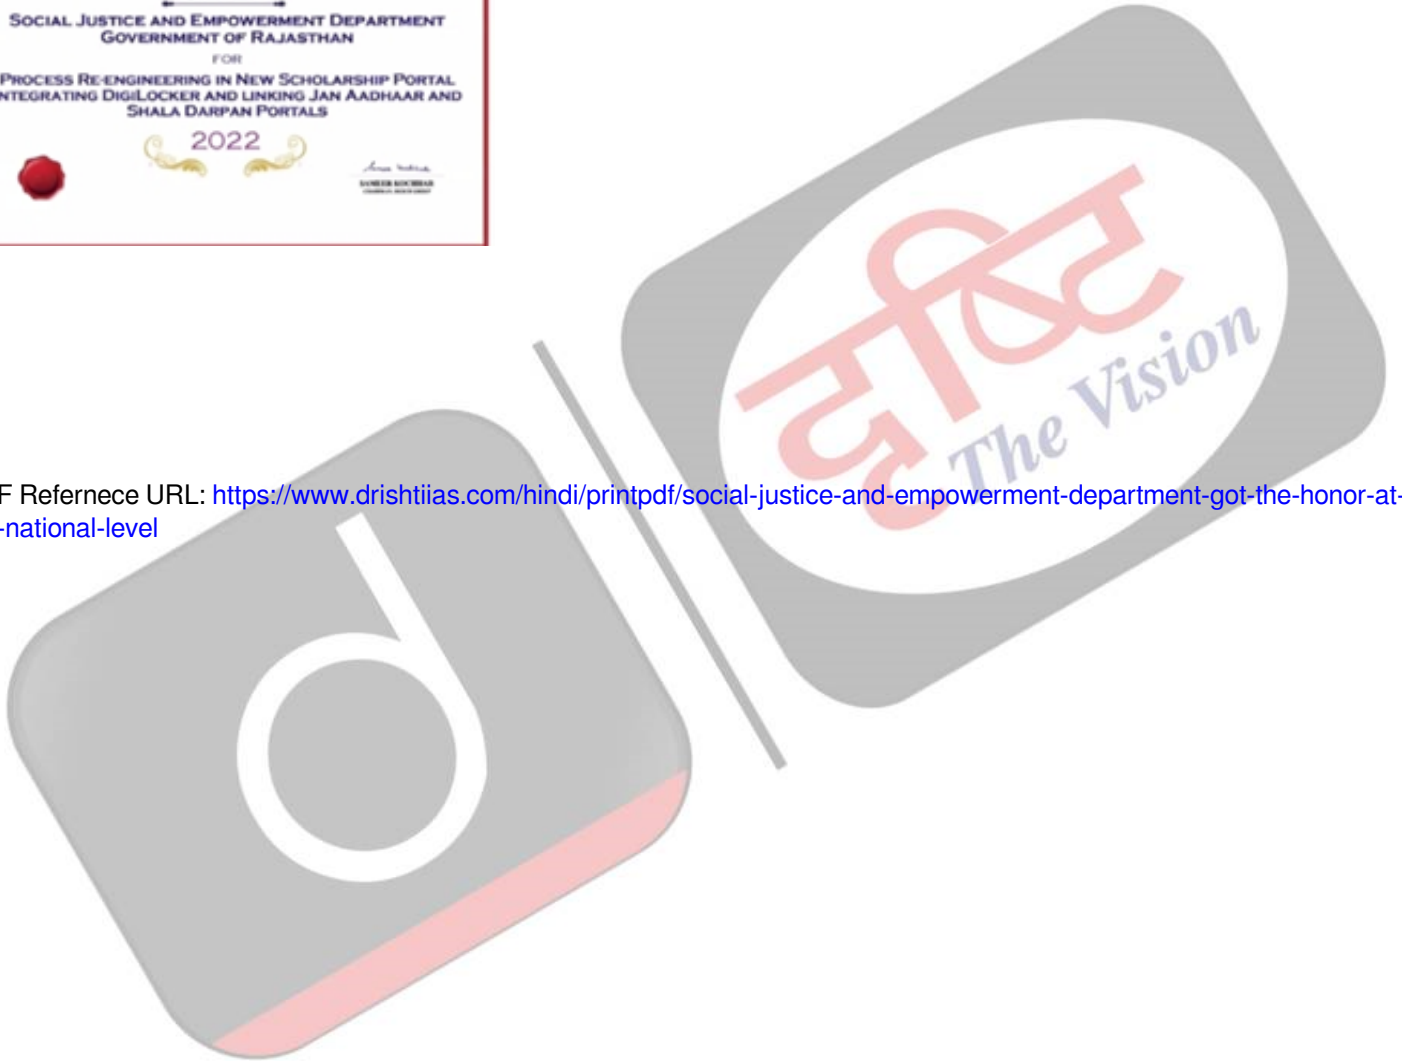 SOCIAL JUSTICE AND EMPOWERMENT DEPARTMENT
GOVERNMENT OF RAJASTHAN
FOR
PROCESS RE-ENGINEERING IN NEW SCHOLARSHIP PORTAL
NTEGRATING DIGILOCKER AND LINKING JAN AADHAAR AND
SHALA DARPAN PORTALS
2022
SAMEER KOCHHAR
दृष्टि
The Vision
F Refernece URL: https://www.drishtiias.com/hindi/printpdf/social-justice-and-empowerment-department-got-the-honor-at-
-national-level
d